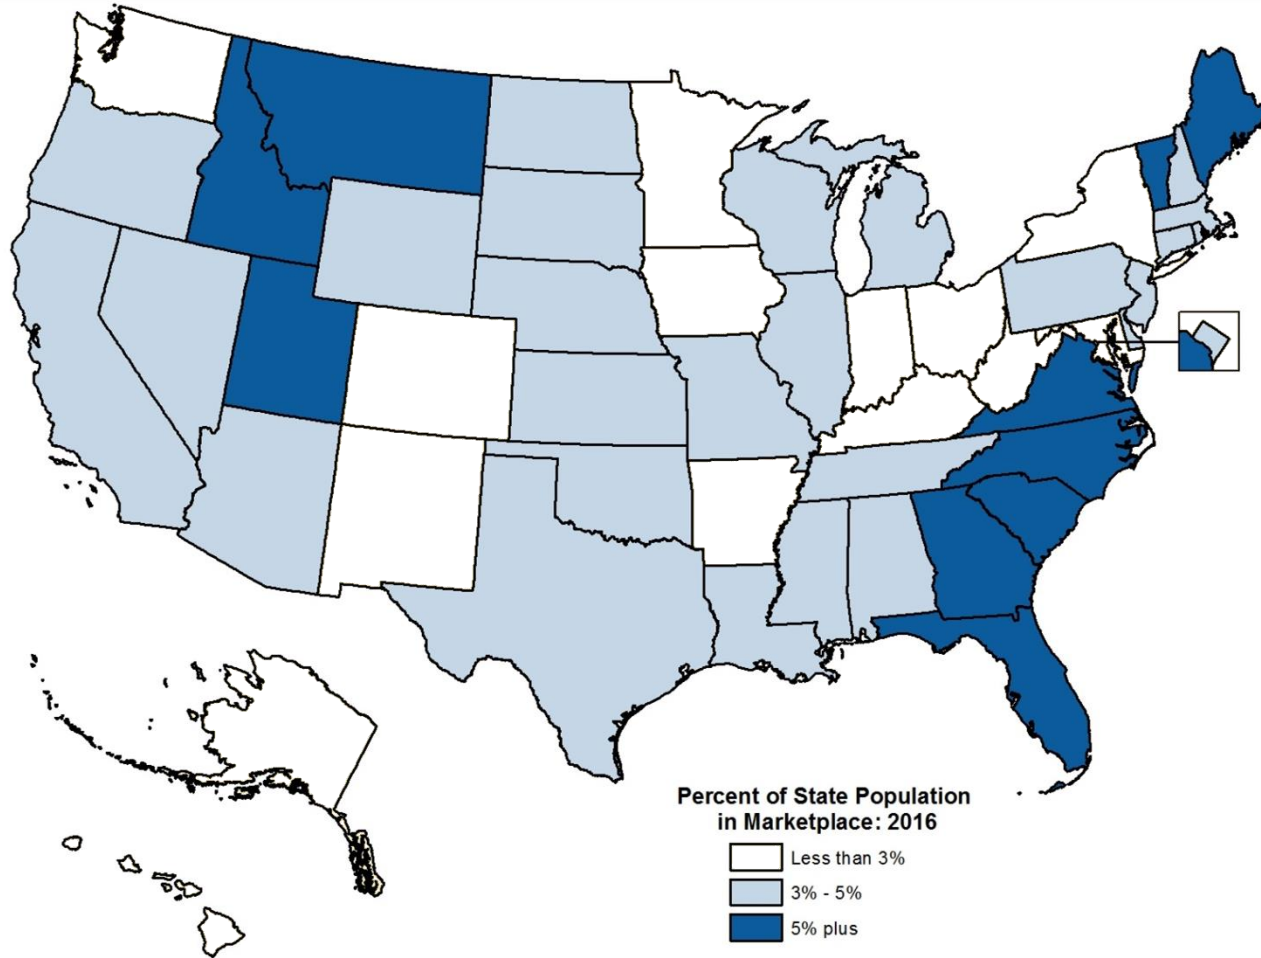 Percent of State Population
in Marketplace: 2016
Less than 3%
3% - 5%
5% plus